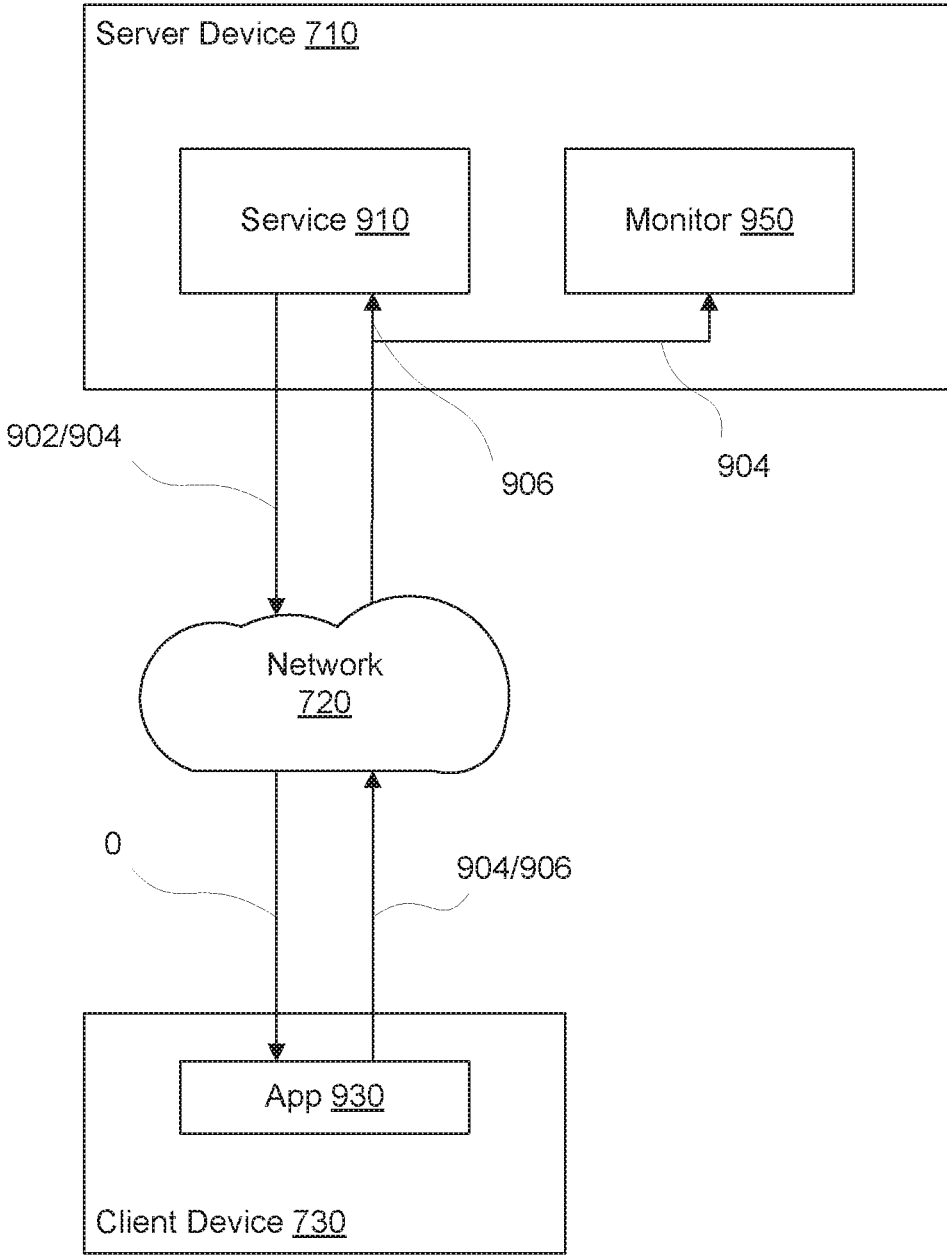 Server Device 710
Service 910
Monitor 950
902/904
906
904
Network
720
0
904/906
App 930
Client Device 730